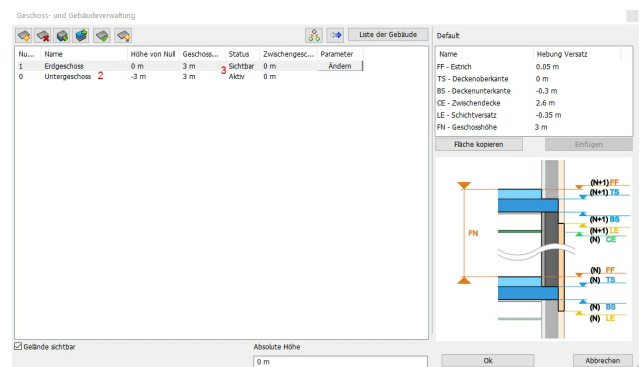 Geschoss- und Gebäudeverwaltung
Liste der Gebäude
Nu... Name Höhe von Null Geschoss... Status Zwischengesc... Parameter
1 Erdgeschoss 0 m 3 m Sichtbar 0 m Ändern
0 Untergeschoss 2 -3 m 3 m 3 Aktiv 0 m
Default
Name Hebung Versatz
FF - Estrich 0.05 m
TS - Deckenoberkante 0 m
BS - Deckenunterkante -0.3 m
CE - Zwischendecke 2.6 m
LE - Schichtversatz -0.35 m
FN - Geschosshöhe 3 m
Fläche kopieren Einfügen
(N+1) FF
(N+1) TS
(N+1) BS
FN (N+1) LE
(N) CE
(N) FF
(N) TS
(N) BS
(N) LE
Gelände sichtbar Absolute Höhe
0 m
Ok Abbrechen